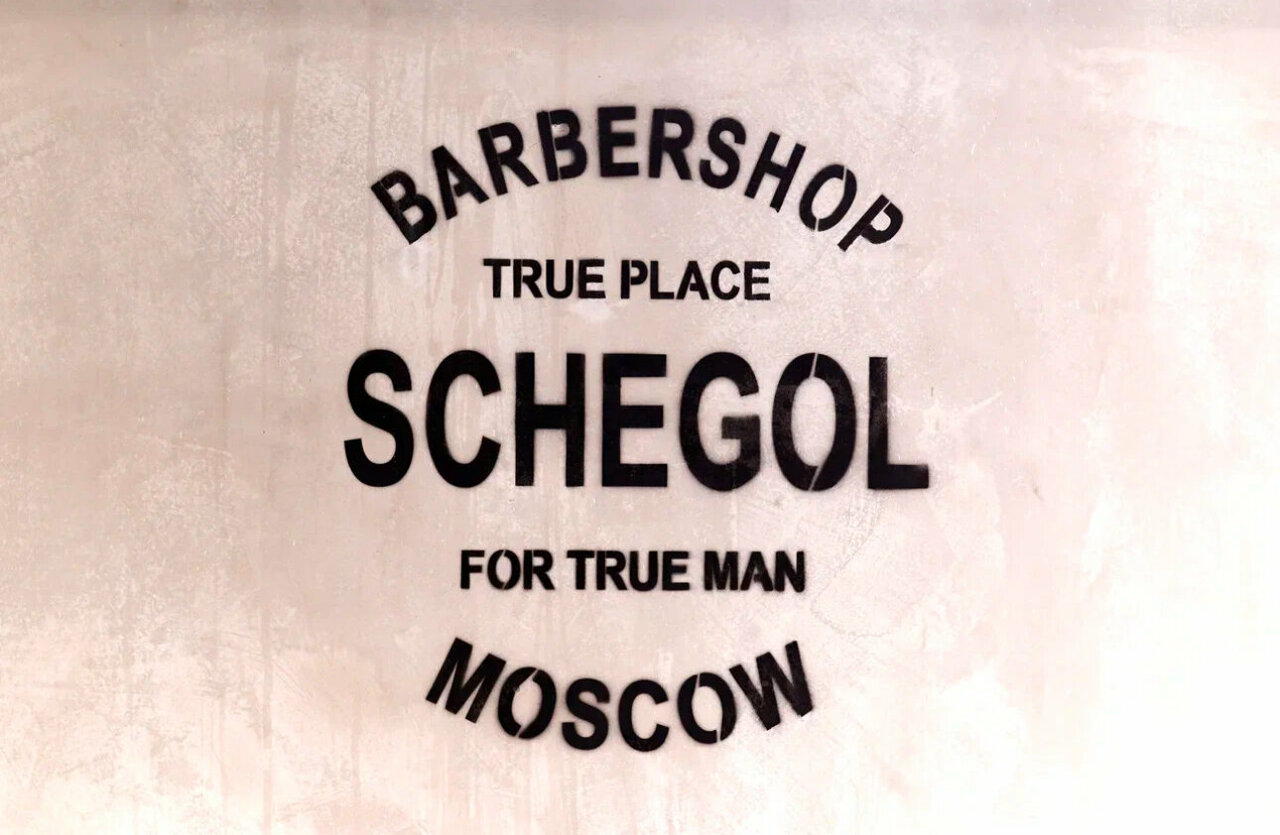 BARBERSHOP
TRUE PLACE
SCHEGOL
FOR TRUE MAN
MOSCOW